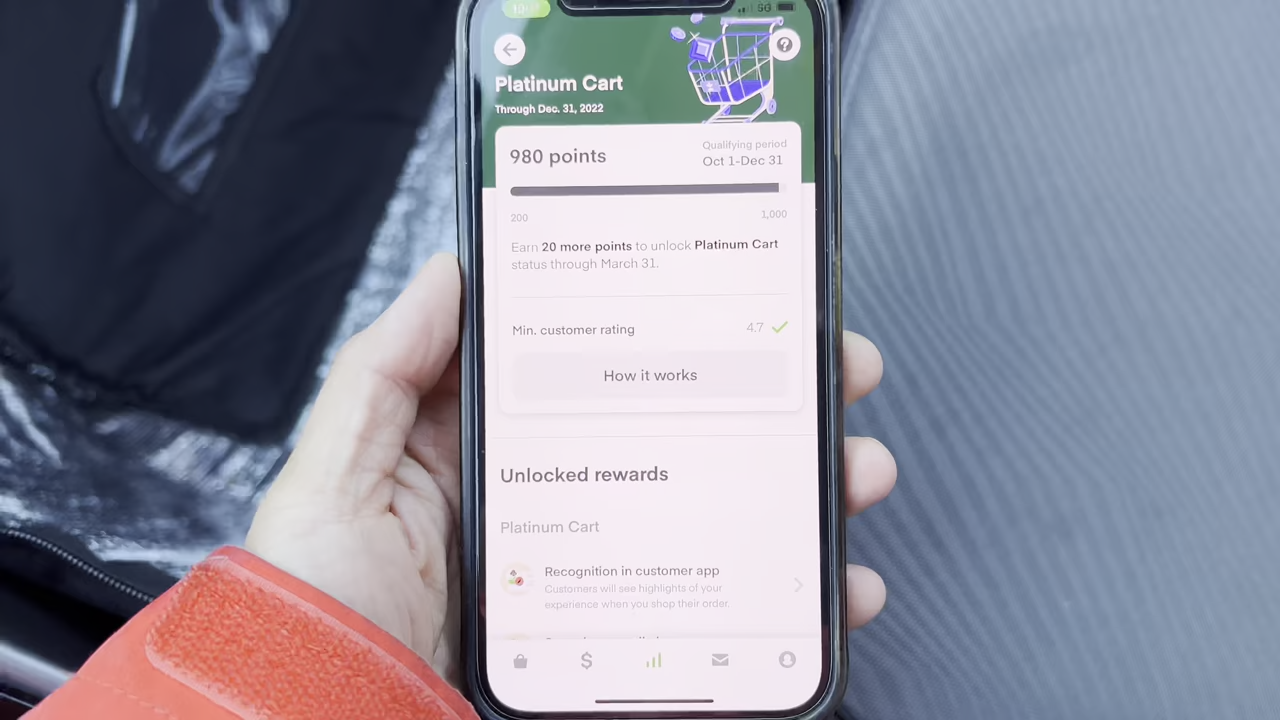 5G
Platinum Cart
Through Dec. 31, 2022
980 points
Qualifying period
Oct 1-Dec 31
200
1,000
Earn 20 more points to unlock Platinum Cart
status through March 31.
Min. customer rating
4.7
How it works
Unlocked rewards
Platinum Cart
Recognition in customer app
Customers will see highlights of your
experience when you shop their order.